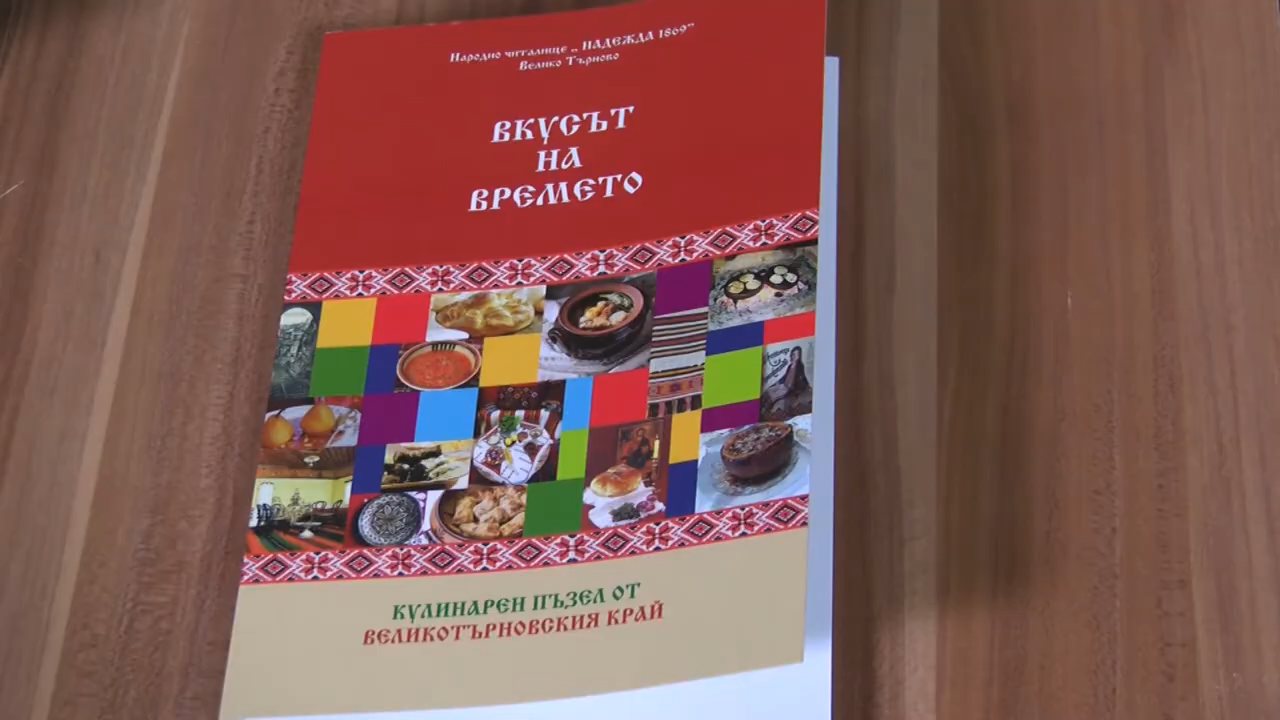 Народно читалище „ НАДЕЖДА 1869”
Велико Търново
ВКУСЪТ
НА
ВРЕМЕТО
КУЛИНАРЕН ПЪЗЕЛ ОТ
ВЕЛИКОТЪРНОВСКИЯ КРАЙ